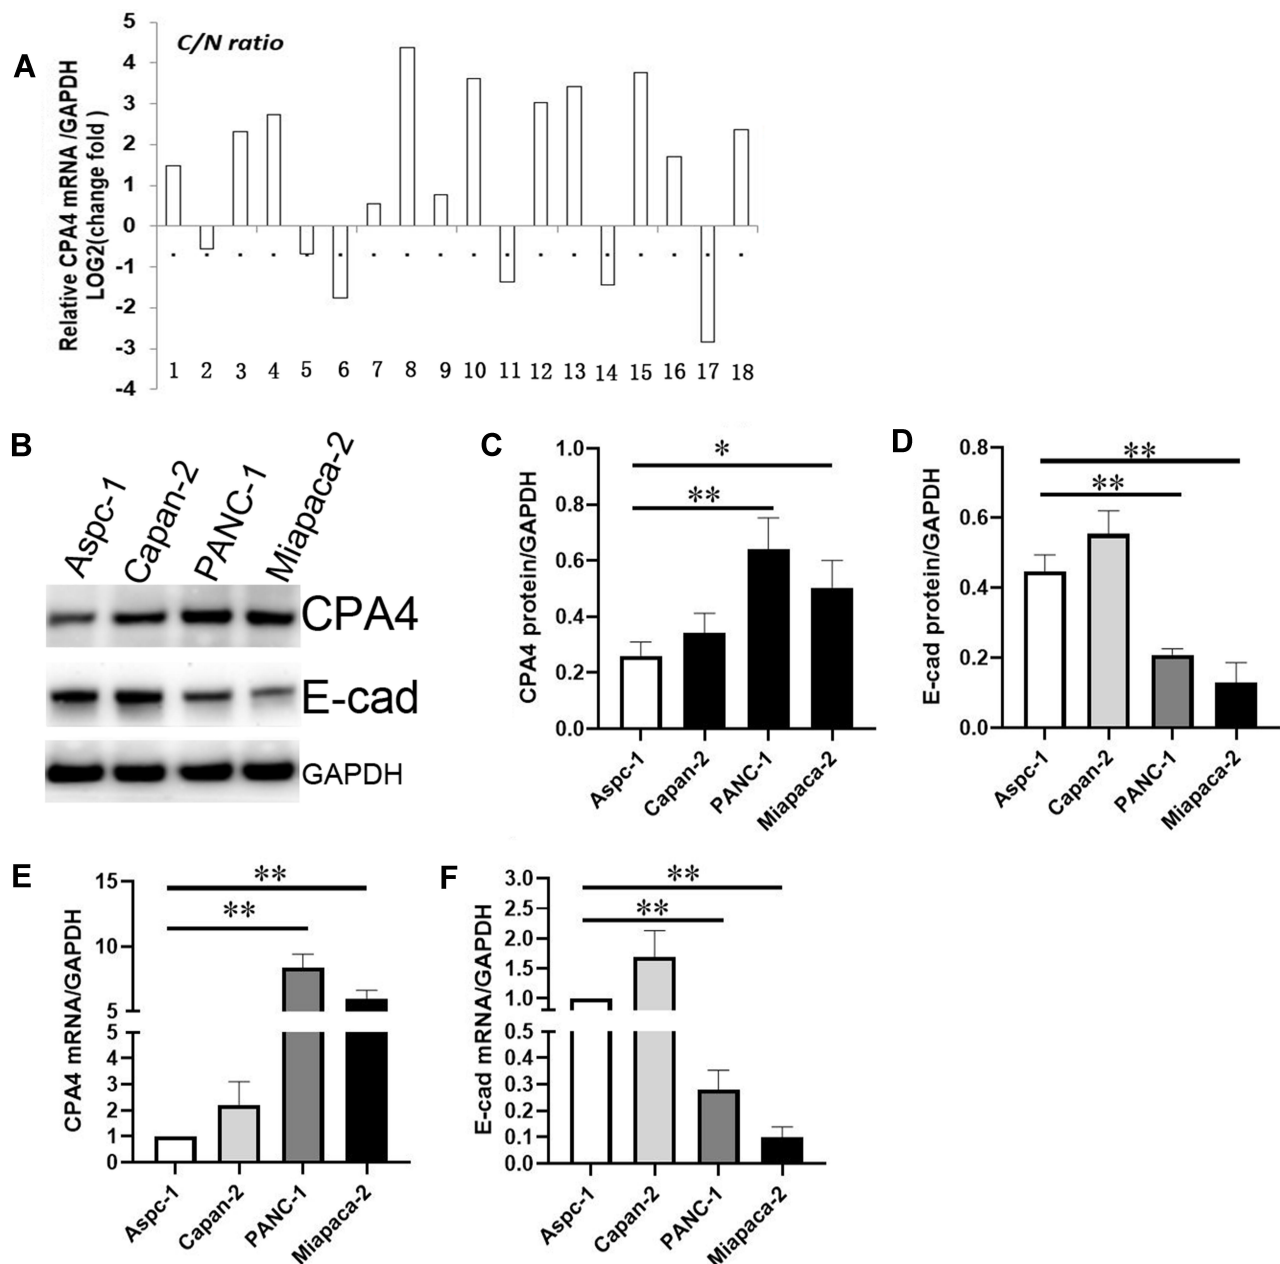 A
C/N ratio
Relative CPA4 mRNA /GAPDH
LOG2(change fold )
5
4
3
2
1
0
-1
-2
-3
-4
1 2 3 4 5 6 7 8 9 10 11 12 13 14 15 16 17 18
B
Aspc-1 Capan-2 PANC-1 Miapaca-2
CPA4
E-cad
GAPDH
C
CPA4 protein/GAPDH
1.0
0.8
0.6
0.4
0.2
0.0
*
**
Aspc-1 Capan-2 PANC-1 Miapaca-2
D
E-cad protein/GAPDH
0.8
0.6
0.4
0.2
0.0
**
**
Aspc-1 Capan-2 PANC-1 Miapaca-2
E
CPA4 mRNA/GAPDH
15
10
5
5
4
3
2
1
0
**
**
Aspc-1 Capan-2 PANC-1 Miapaca-2
F
E-cad mRNA/GAPDH
3.0
2.5
2.0
1.5
1.0
0.5
0.4
0.3
0.2
0.1
0.0
**
**
Aspc-1 Capan-2 PANC-1 Miapaca-2